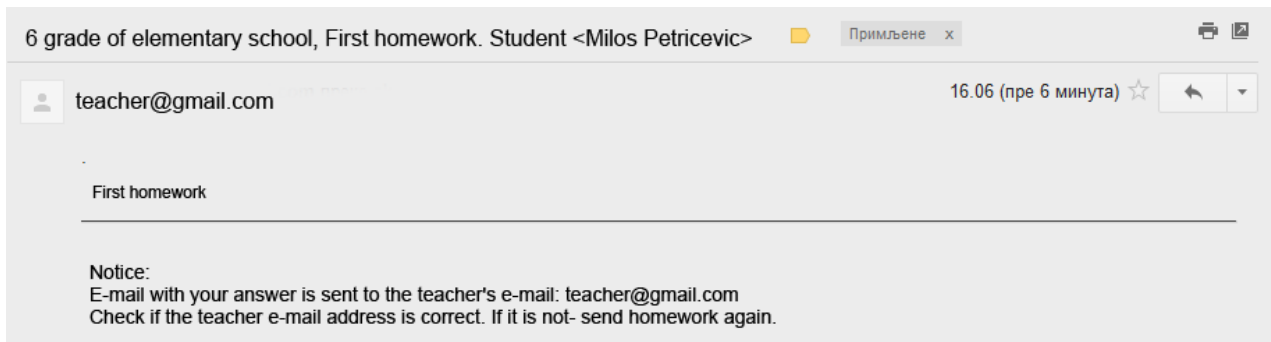 6 grade of elementary school, First homework. Student <Milos Petricevic>
Примљене x
teacher@gmail.com
16.06 (пре 6 минута)
.
First homework
Notice:
E-mail with your answer is sent to the teacher's e-mail: teacher@gmail.com
Check if the teacher e-mail address is correct. If it is not- send homework again.